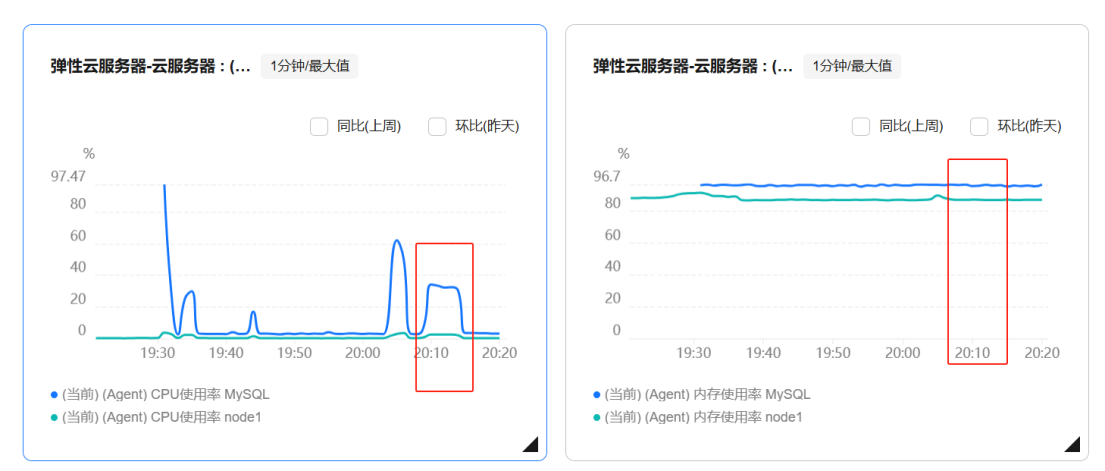 弹性云服务器-云服务器 : (... 1分钟/最大值
同比(上周) 环比(昨天)
%
97.47
80
60
40
20
0
19:30 19:40 19:50 20:00 20:10 20:20
(当前) (Agent) CPU使用率 MySQL
(当前) (Agent) CPU使用率 node1
弹性云服务器-云服务器 : (... 1分钟/最大值
同比(上周) 环比(昨天)
%
96.7
80
60
40
20
0
19:30 19:40 19:50 20:00 20:10 20:20
(当前) (Agent) 内存使用率 MySQL
(当前) (Agent) 内存使用率 node1